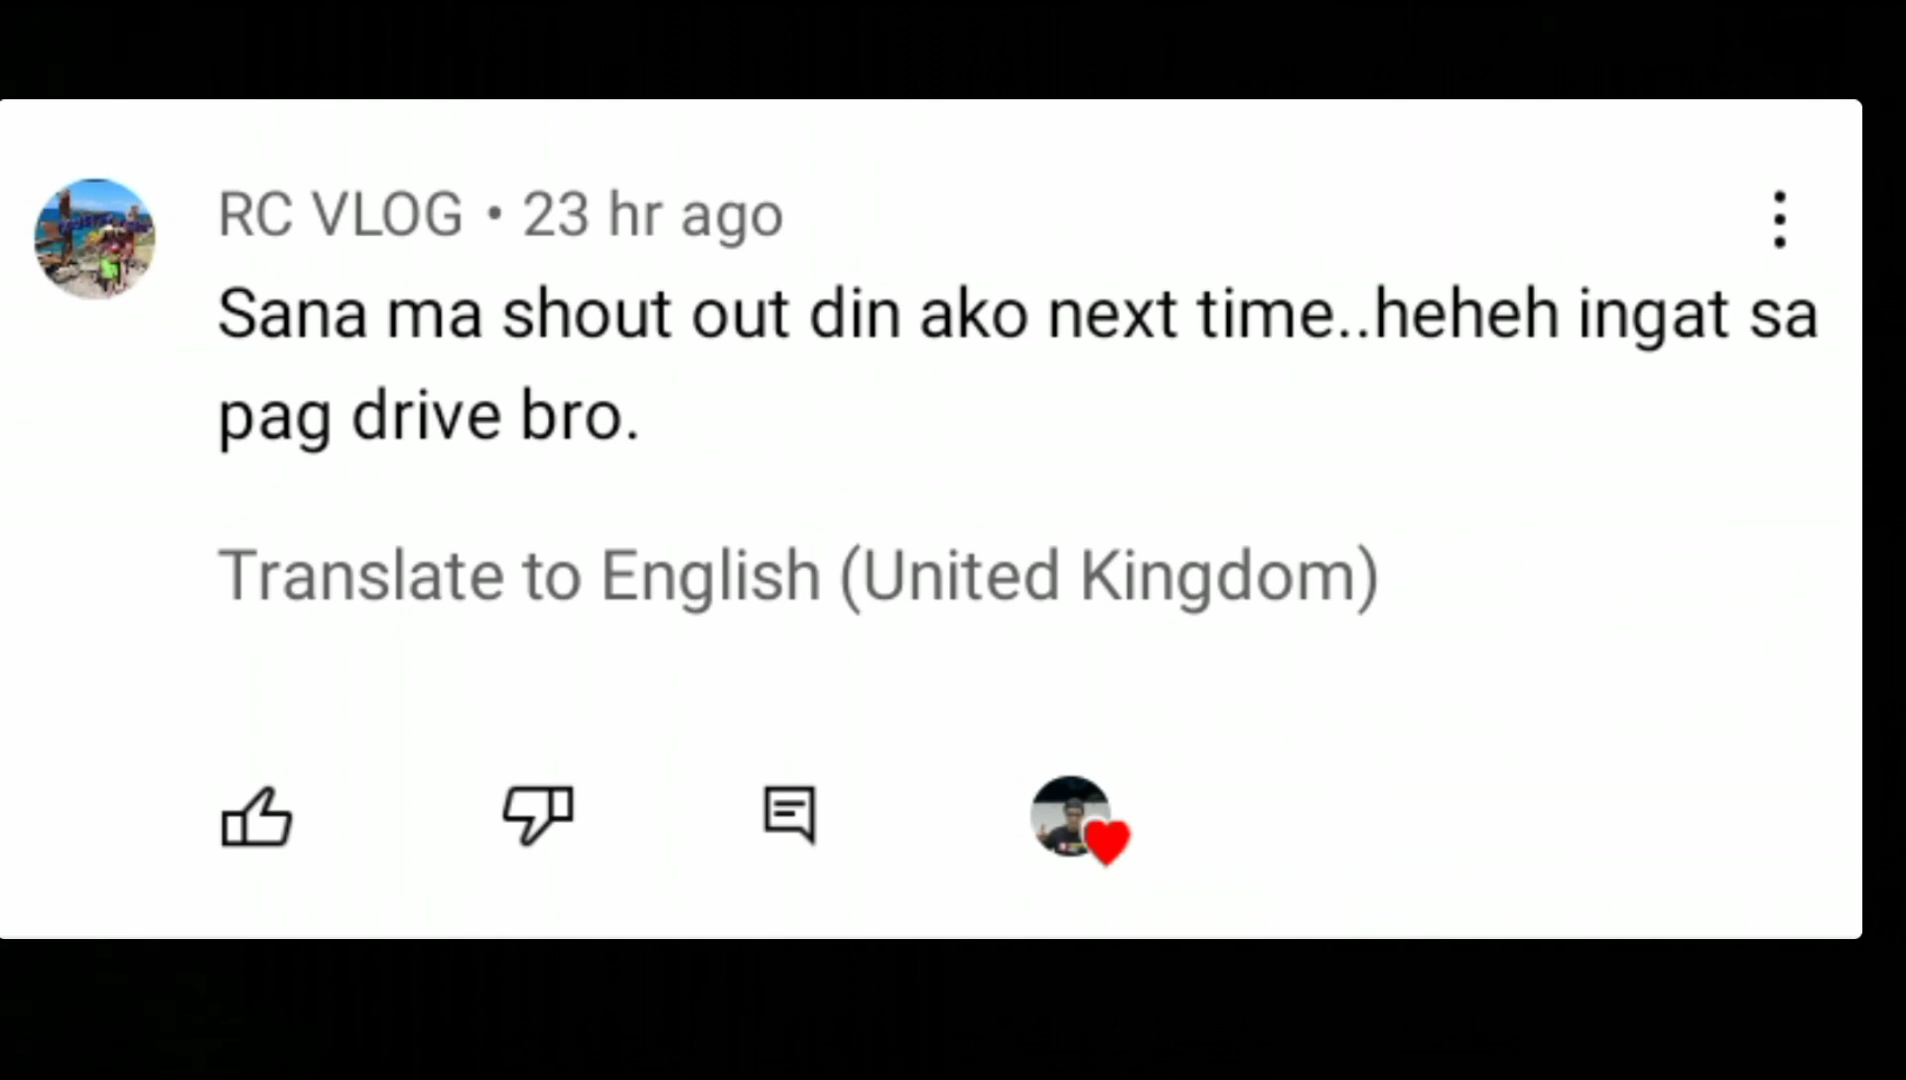 RC VLOG • 23 hr ago
Sana ma shout out din ako next time..heheh ingat sa
pag drive bro.
Translate to English (United Kingdom)